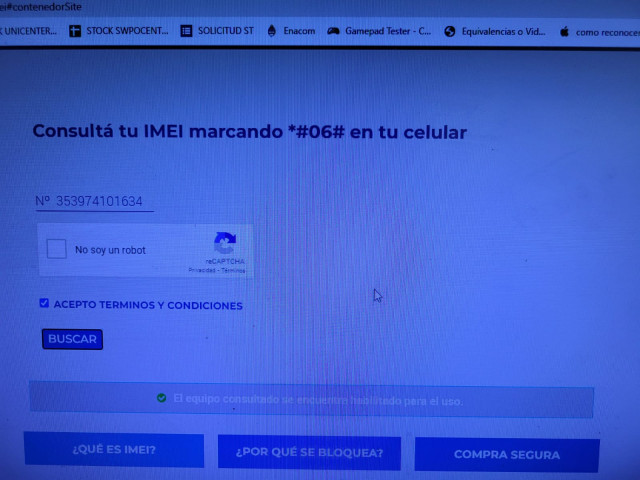 ei#contenedorSite
UNICENTER...
STOCK SWPOCENT...
SOLICITUD ST
Enacom
Gamepad Tester - C...
Equivalencias o Vid...
como reconoces
Consultá tu IMEI marcando *#06# en tu celular
Nº 353974101634
No soy un robot
reCAPTCHA
Privacidad - Términos
ACEPTO TERMINOS Y CONDICIONES
BUSCAR
El equipo consultado se encuentra habilitado para el uso.
¿QUÉ ES IMEI?
¿POR QUÉ SE BLOQUEA?
COMPRA SEGURA